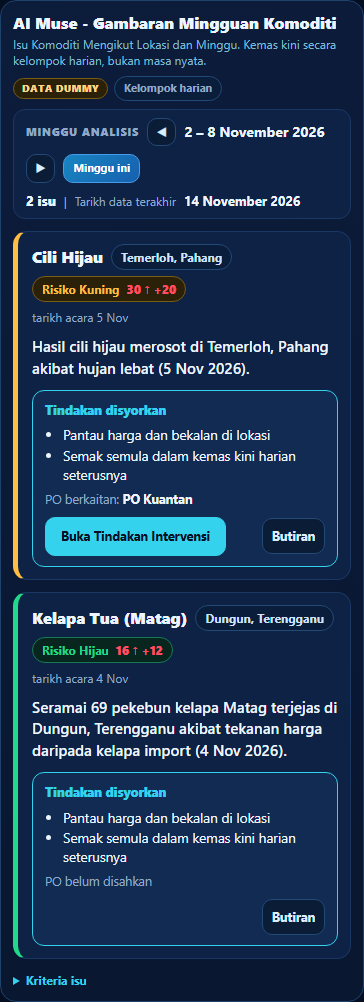 AI Muse - Gambaran Mingguan Komoditi
Isu Komoditi Mengikut Lokasi dan Minggu. Kemas kini secara
kelompok harian, bukan masa nyata.
DATA DUMMY Kelompok harian
MINGGU ANALISIS ◀ 2 – 8 November 2026
▶ Minggu ini
2 isu | Tarikh data terakhir 14 November 2026
Cili Hijau Temerloh, Pahang
Risiko Kuning 30 ↑ +20
tarikh acara 5 Nov
Hasil cili hijau merosot di Temerloh, Pahang
akibat hujan lebat (5 Nov 2026).
Tindakan disyorkan
• Pantau harga dan bekalan di lokasi
• Semak semula dalam kemas kini harian
seterusnya
PO berkaitan: PO Kuantan
Buka Tindakan Intervensi Butiran
Kelapa Tua (Matag) Dungun, Terengganu
Risiko Hijau 16 ↑ +12
tarikh acara 4 Nov
Seramai 69 pekebun kelapa Matag terjejas di
Dungun, Terengganu akibat tekanan harga
daripada kelapa import (4 Nov 2026).
Tindakan disyorkan
• Pantau harga dan bekalan di lokasi
• Semak semula dalam kemas kini harian
seterusnya
PO belum disahkan
Butiran
▶ Kriteria isu